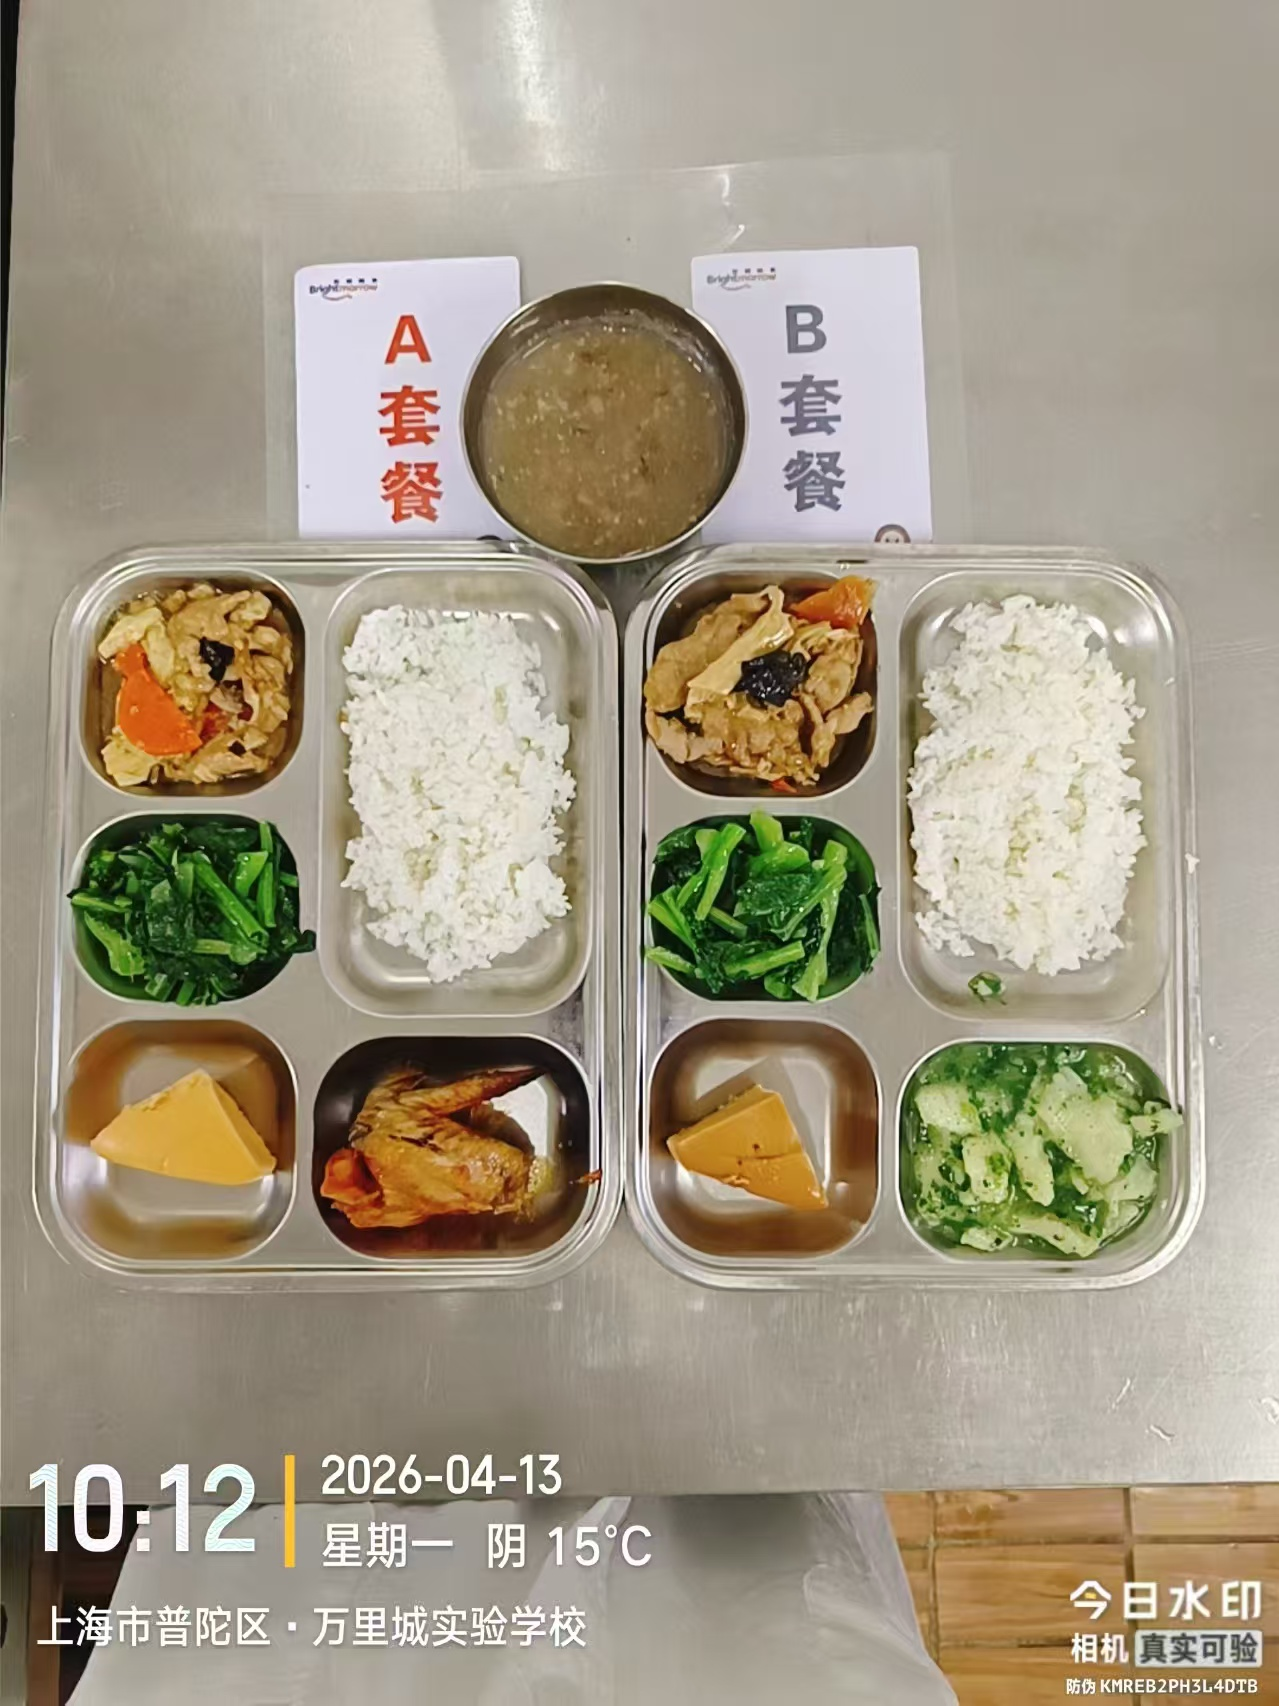 Brightmarrow
A
套
餐
Brightmarrow
B
套
餐
10:12
2026-04-13
星期一 阴 15°C
上海市普陀区·万里城实验学校
今日水印
相机 真实可验
防伪 KMREB2PH3L4DTB